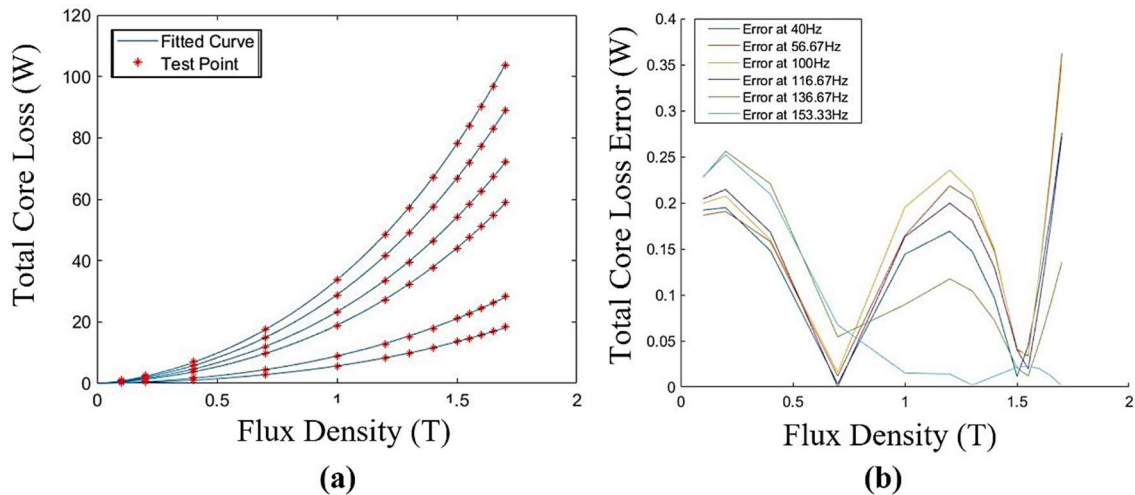 Total Core Loss (W)
120
100
80
60
40
20
0
Fitted Curve
Test Point
0
0.5
1
1.5
2
Flux Density (T)
(a)
Total Core Loss Error (W)
0.4
0.35
0.3
0.25
0.2
0.15
0.1
0.05
0
Error at 40Hz
Error at 56.67Hz
Error at 100Hz
Error at 116.67Hz
Error at 136.67Hz
Error at 153.33Hz
0
0.5
1
1.5
2
Flux Density (T)
(b)